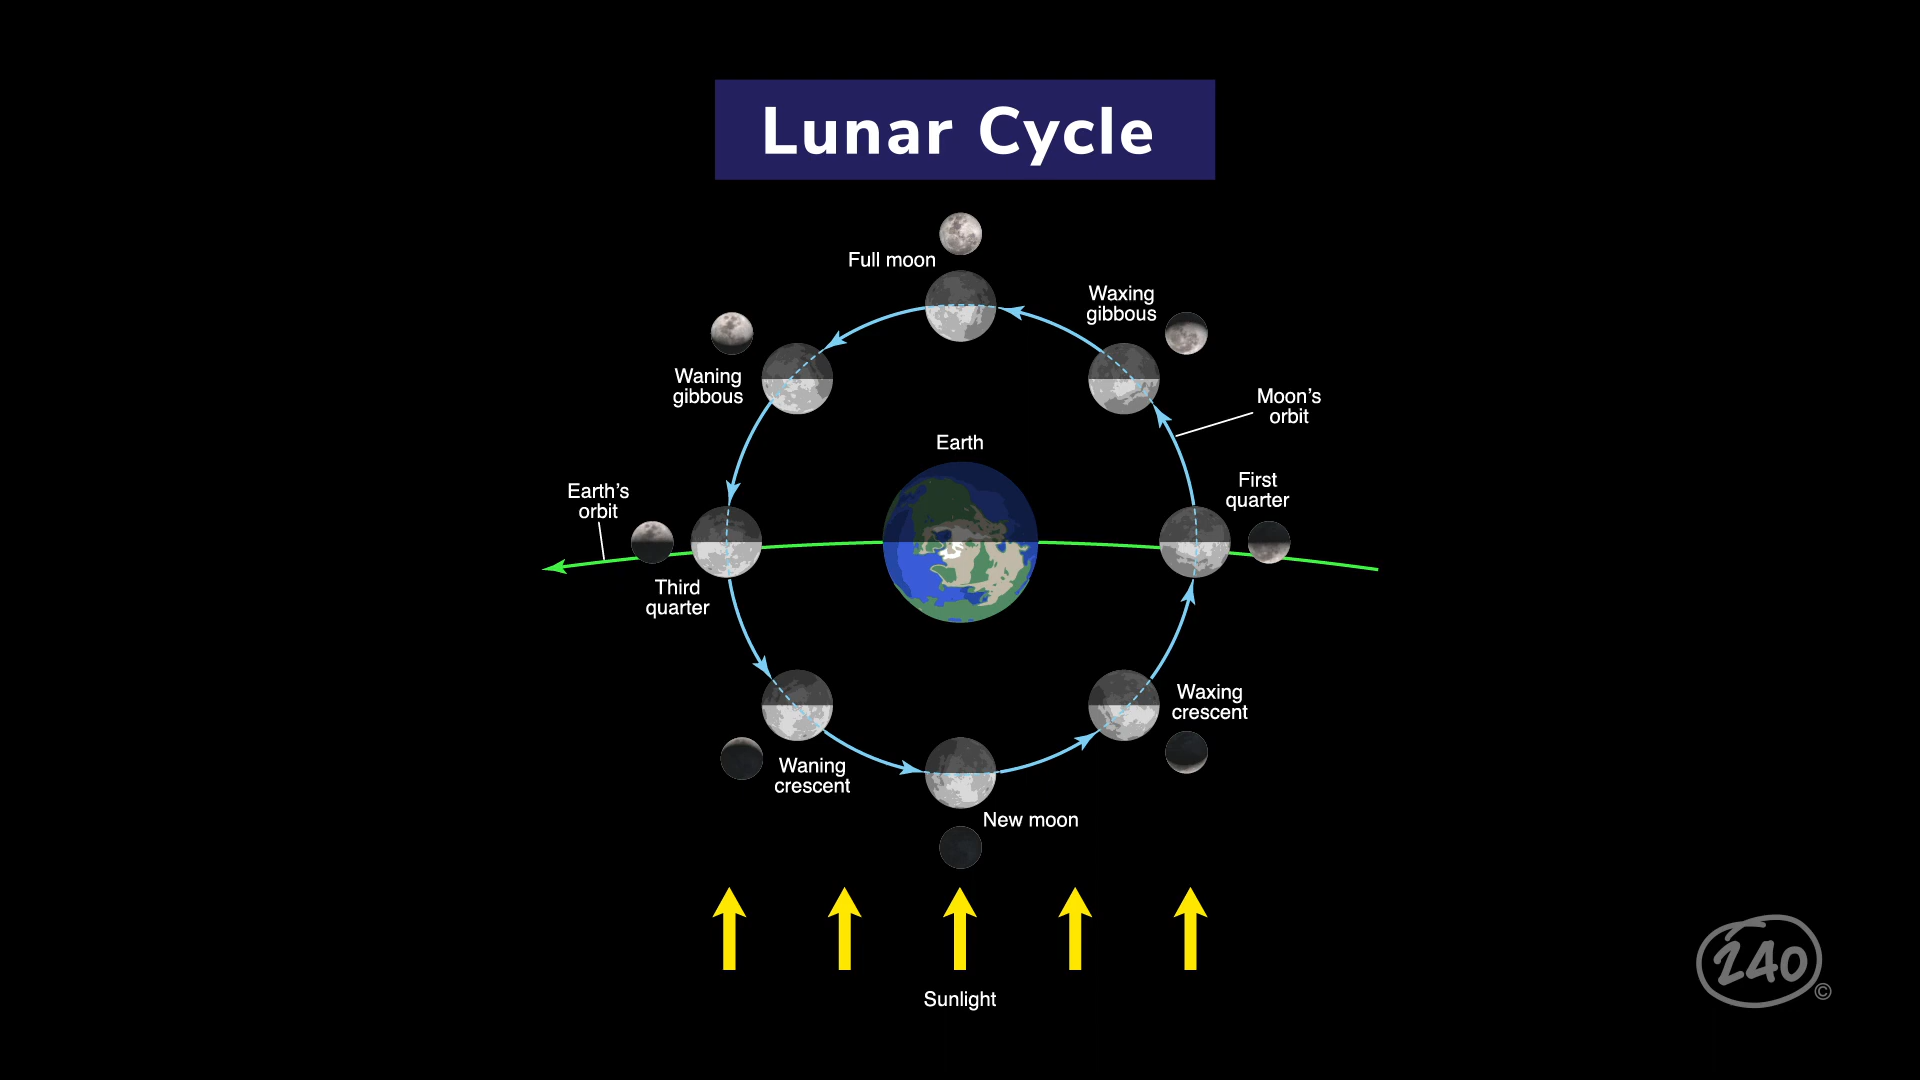 Lunar Cycle
Full moon
Waxing
gibbous
Waning
gibbous
Moon's
orbit
Earth
First
quarter
Earth's
orbit
Third
quarter
Waxing
crescent
Waning
crescent
New moon
Sunlight
240
©